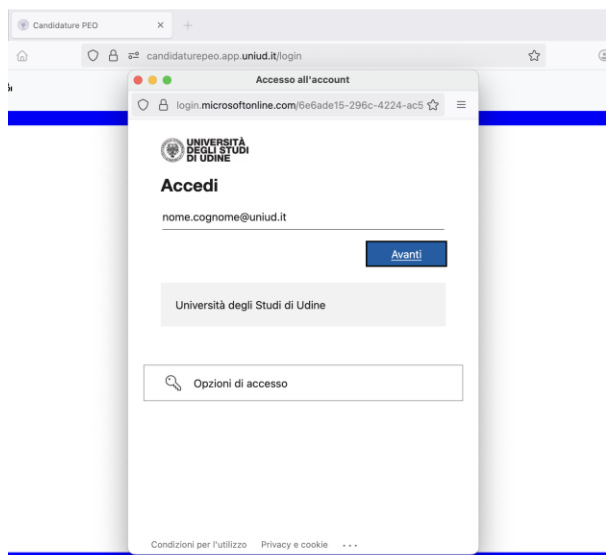 Candidature PEO
candidaturepeo.app.uniud.it/login
Accesso all'account
login.microsoftonline.com/6e6ade15-296c-4224-ac5
UNIVERSITÀ
DEGLI STUDI
DI UDINE
Accedi
nome.cognome@uniud.it
Avanti
Università degli Studi di Udine
Opzioni di accesso
Condizioni per l'utilizzo Privacy e cookie ...